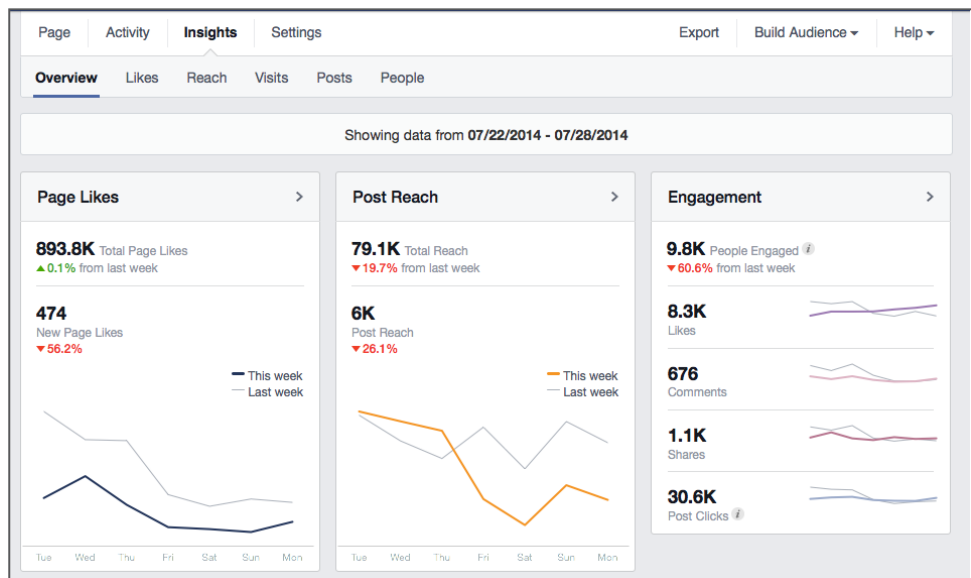 Page Activity Insights Settings Export Build Audience Help
Overview Likes Reach Visits Posts People
Showing data from 07/22/2014 - 07/28/2014
Page Likes
893.8K Total Page Likes
0.1% from last week
474
New Page Likes
56.2%
This week
Last week
Tue Wed Thu Fri Sat Sun Mon
Post Reach
79.1K Total Reach
19.7% from last week
6K
Post Reach
26.1%
This week
Last week
Tue Wed Thu Fri Sat Sun Mon
Engagement
9.8K People Engaged i
60.6% from last week
8.3K
Likes
676
Comments
1.1K
Shares
30.6K
Post Clicks i